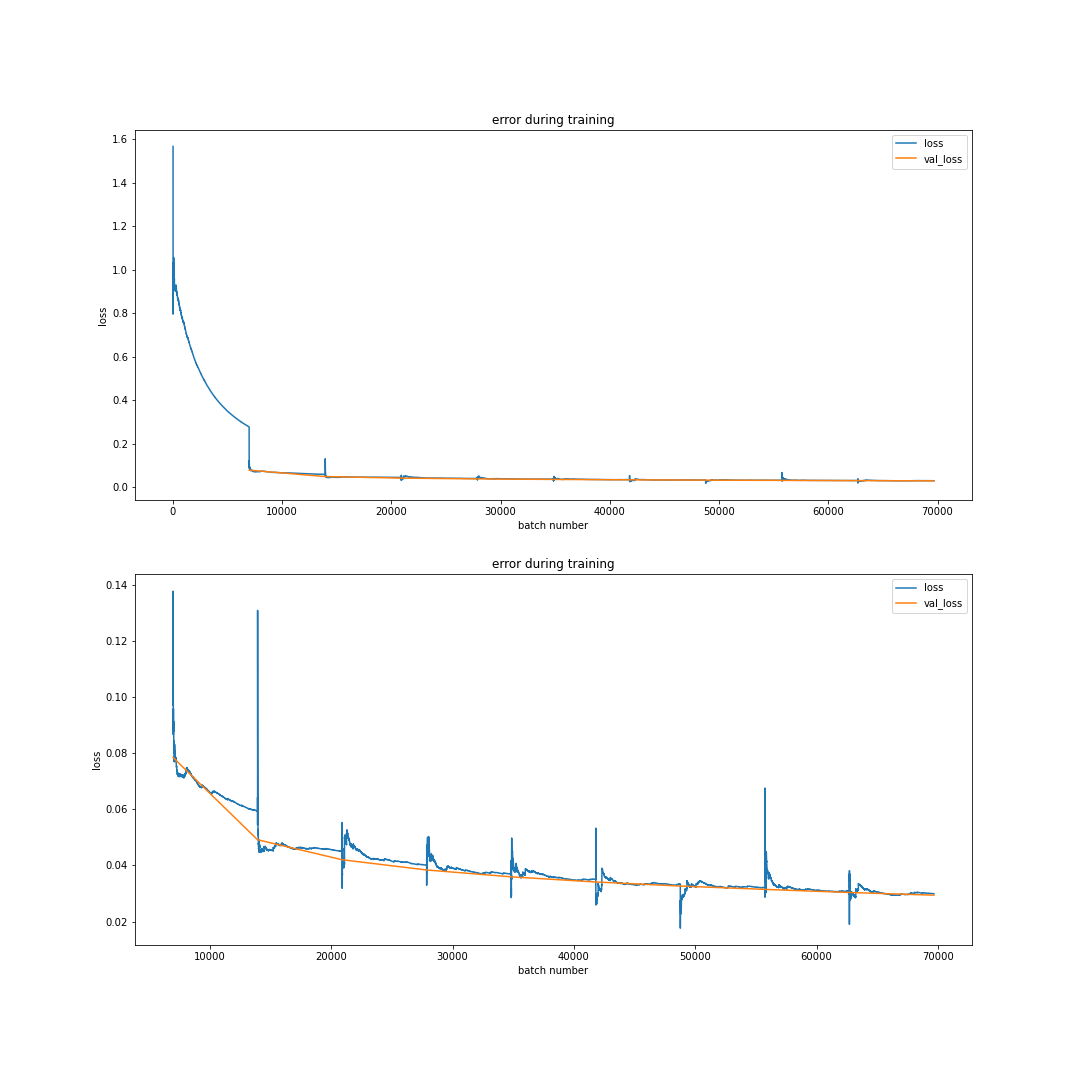 error during training
1.6
1.4
1.2
1.0
0.8
0.6
0.4
0.2
0.0
loss
loss
val_loss
0 10000 20000 30000 40000 50000 60000 70000
batch number
error during training
0.14
0.12
0.10
0.08
0.06
0.04
0.02
loss
loss
val_loss
10000 20000 30000 40000 50000 60000 70000
batch number